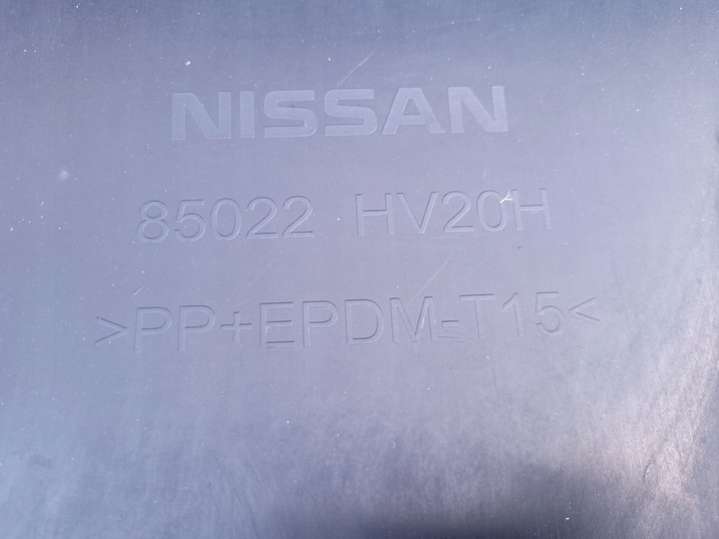 NISSAN
85022 HV20H
>PP+EPDM-T15<